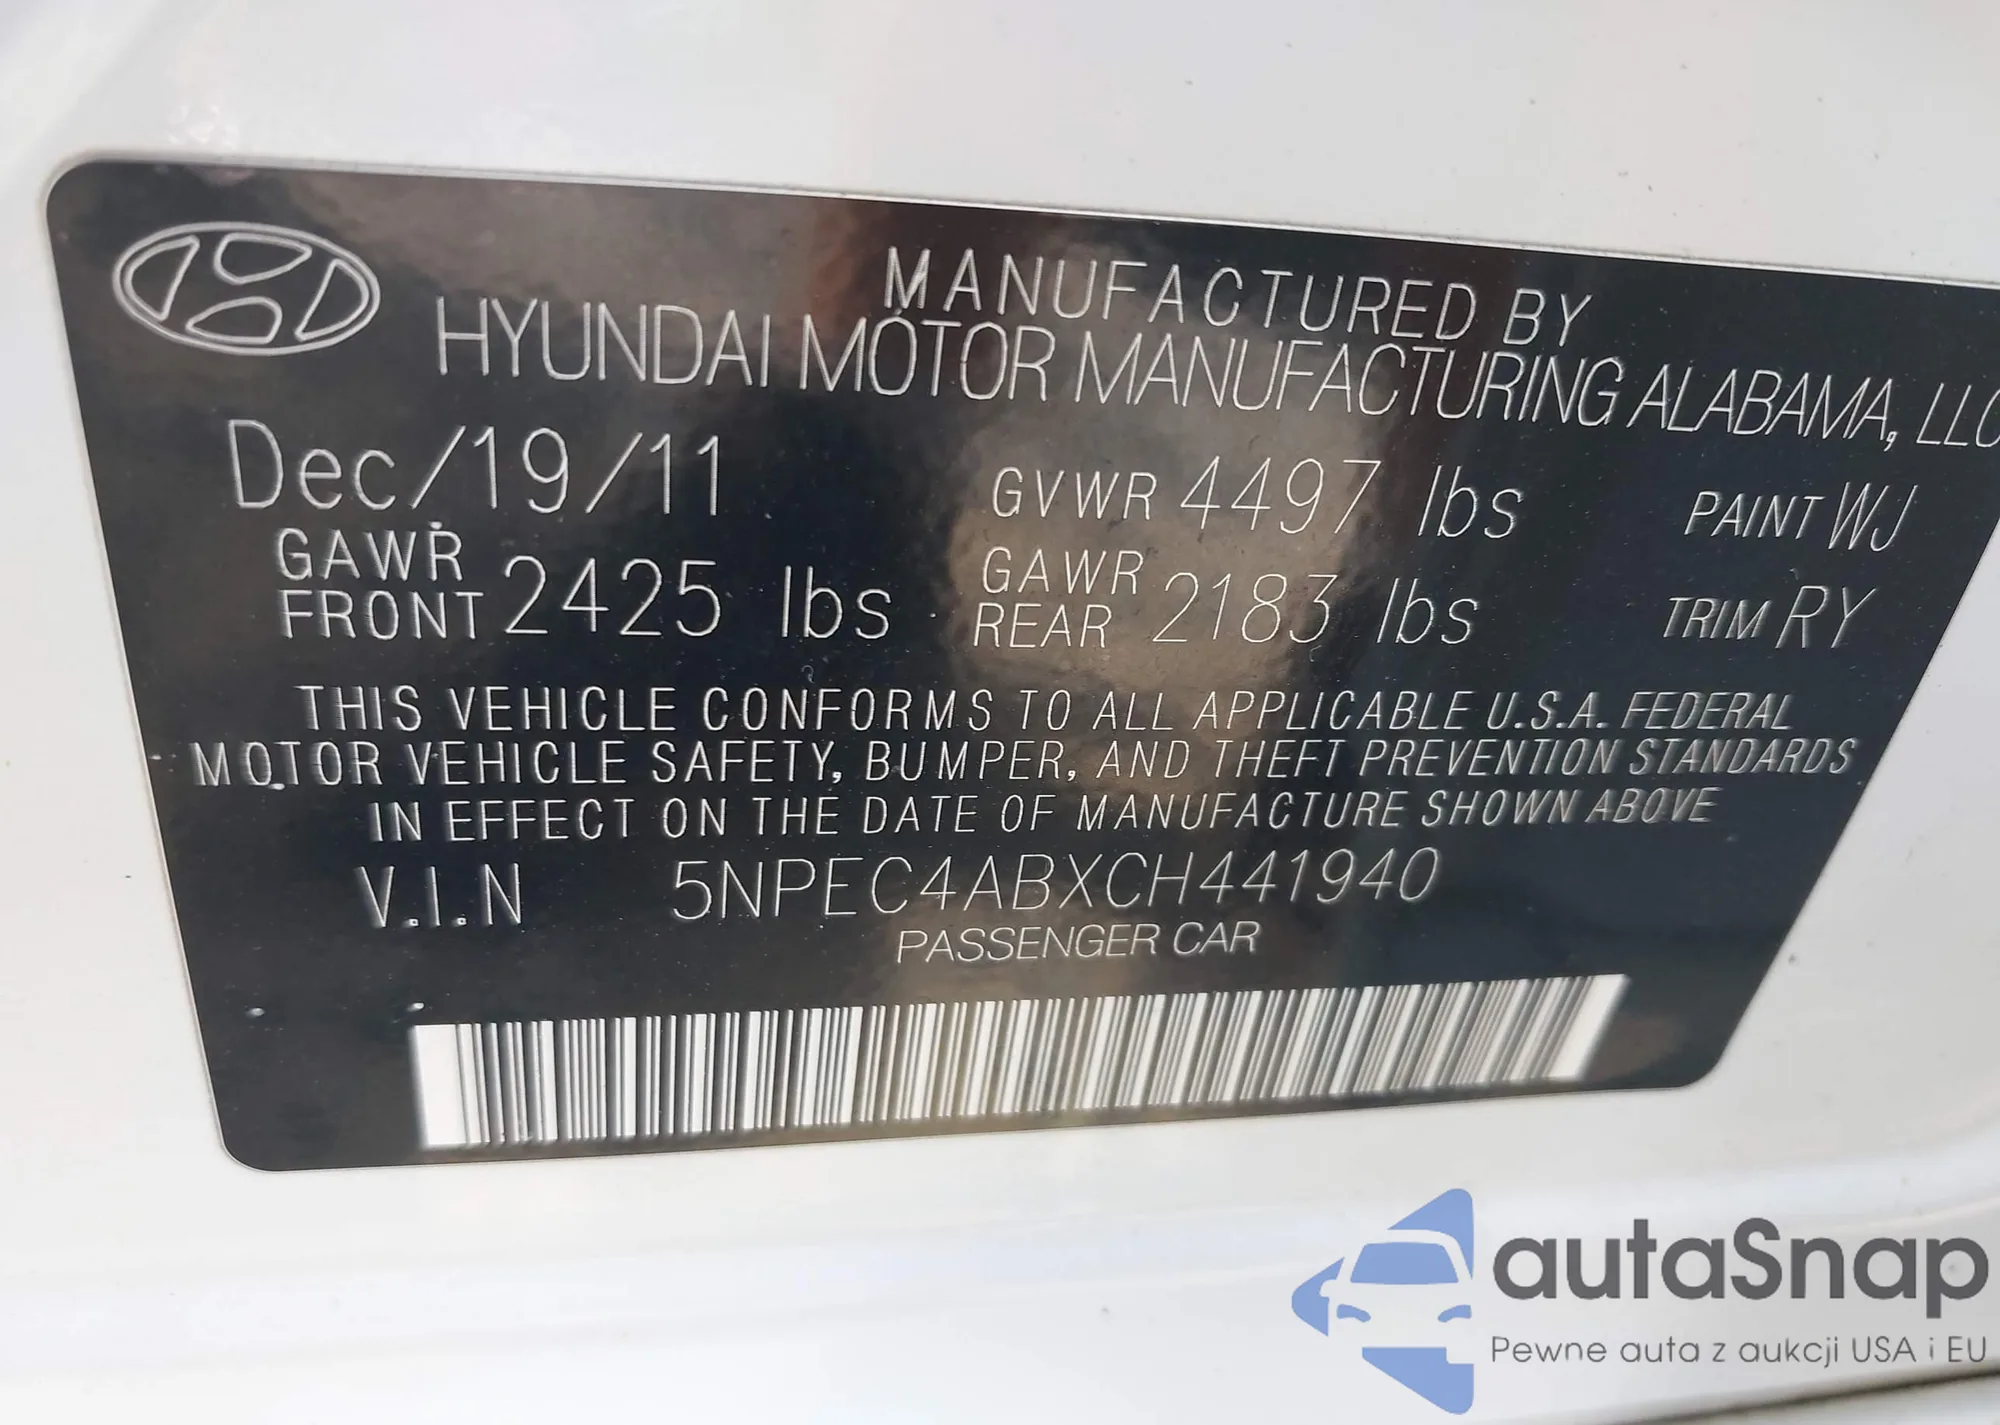 MANUFACTURED BY
HYUNDAI MOTOR MANUFACTURING ALABAMA, LLC
Dec/19/11 GVWR 4497 lbs PAINT WJ
GAWR FRONT 2425 lbs GAWR REAR 2183 lbs TRIM RY
THIS VEHICLE CONFORMS TO ALL APPLICABLE U.S.A. FEDERAL
MOTOR VEHICLE SAFETY, BUMPER, AND THEFT PREVENTION STANDARDS
IN EFFECT ON THE DATE OF MANUFACTURE SHOWN ABOVE
V.I.N 5NPEC4ABXCH441940
PASSENGER CAR
autaSnap
Pewne auta z aukcji USA i EU